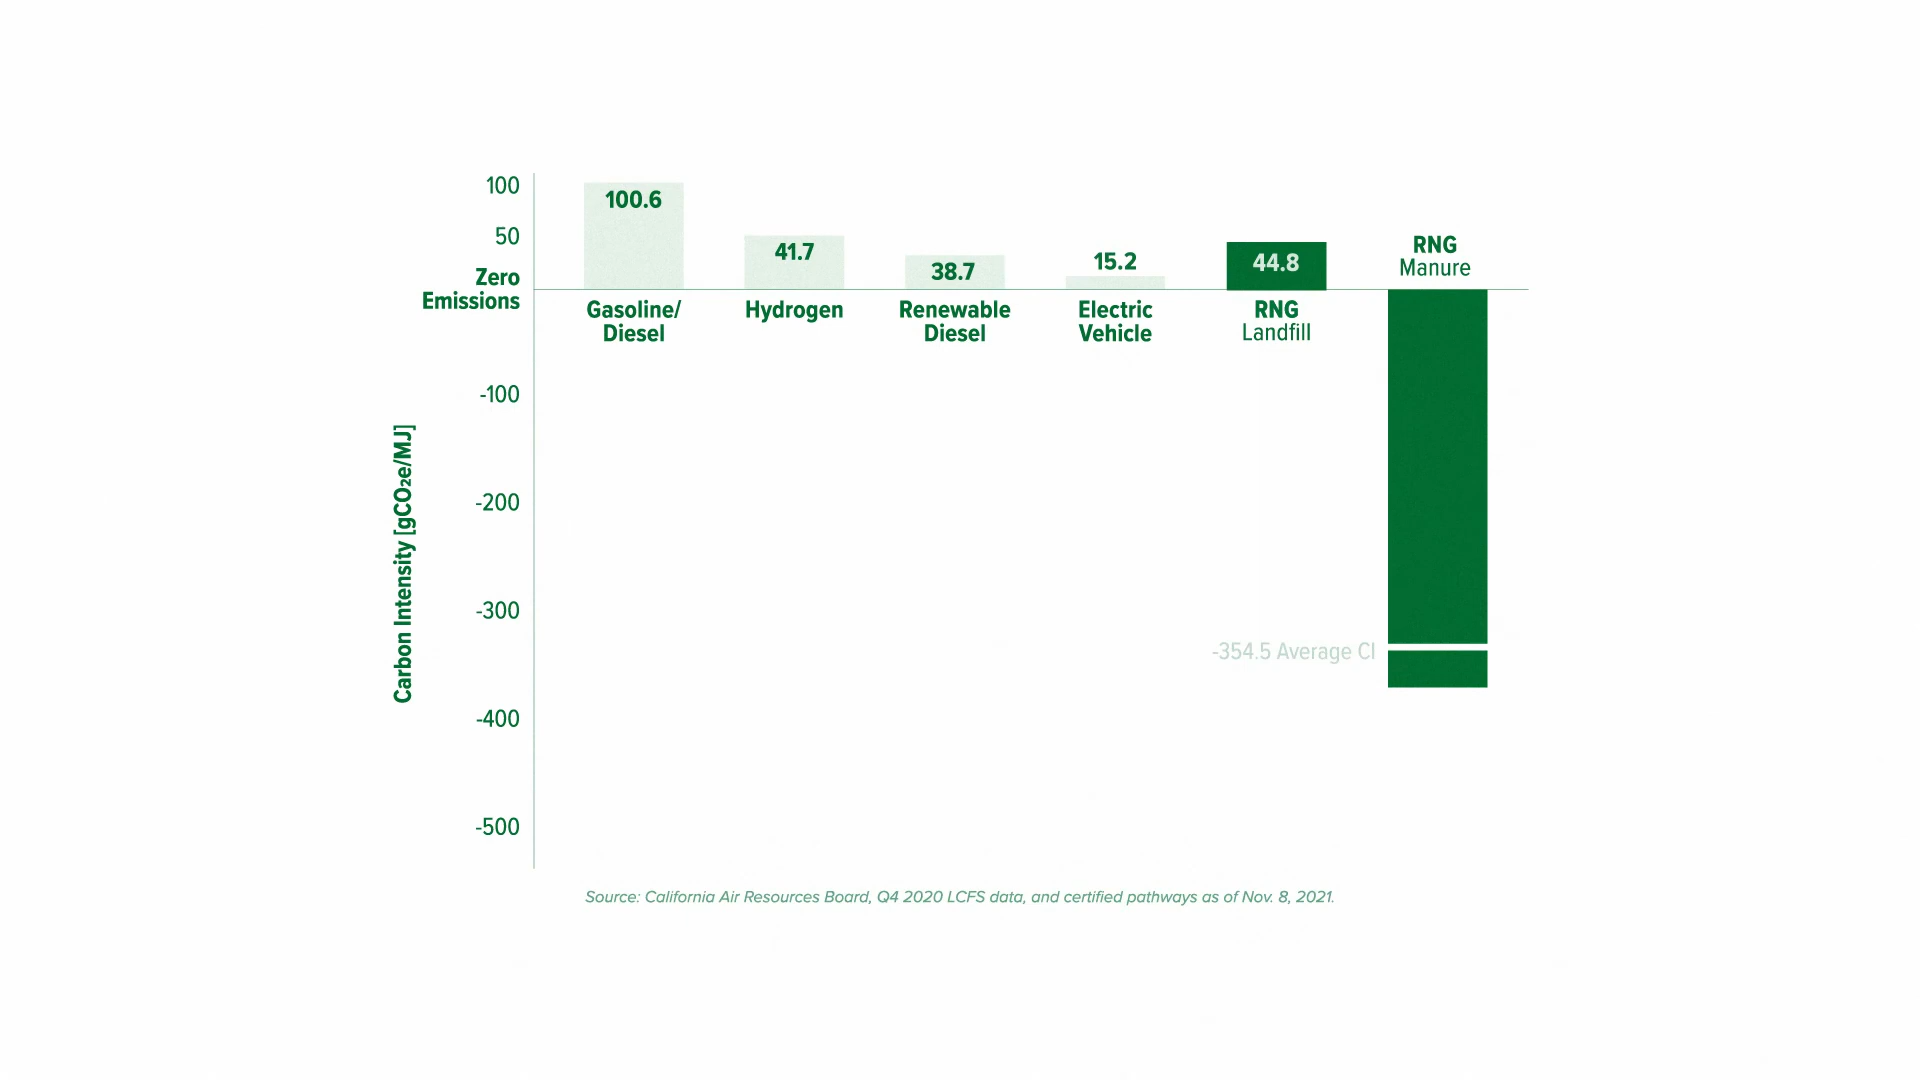 100
100.6
50
41.7
38.7
15.2
44.8
RNG
Manure
Zero
Emissions
Gasoline/
Diesel
Hydrogen
Renewable
Diesel
Electric
Vehicle
RNG
Landfill
-100
-200
-300
-400
-500
Carbon Intensity [gCO₂e/MJ]
-354.5 Average CI
Source: California Air Resources Board, Q4 2020 LCFS data, and certified pathways as of Nov. 8, 2021.